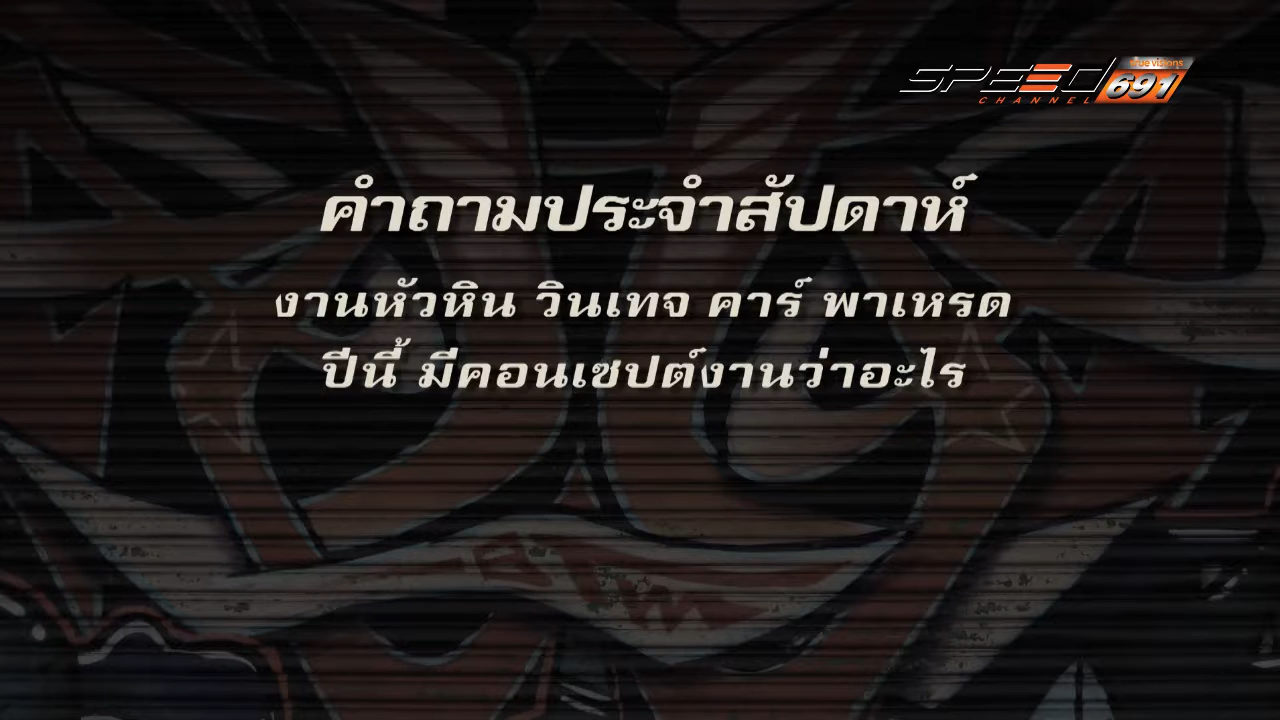 SPEED
true visions
CHANNEL 691
คำถามประจำสัปดาห์
งานหัวหิน วินเทจ คาร์ พาเหรด
ปีนี้ มีคอนเซปต์งานว่าอะไร